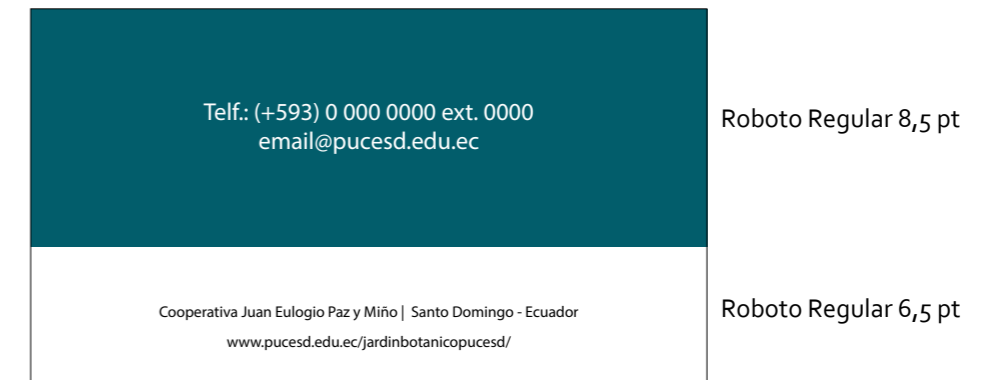 Telf.: (+593) 0 000 0000 ext. 0000
email@pucesd.edu.ec
Roboto Regular 8,5 pt
Cooperativa Juan Eulogio Paz y Miño | Santo Domingo - Ecuador
www.pucesd.edu.ec/jardinbotanicopucesd/
Roboto Regular 6,5 pt